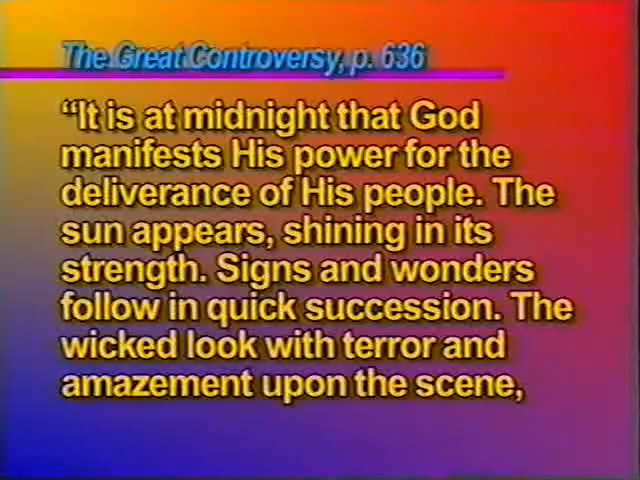 The Great Controversy, p. 636
“It is at midnight that God
manifests His power for the
deliverance of His people. The
sun appears, shining in its
strength. Signs and wonders
follow in quick succession. The
wicked look with terror and
amazement upon the scene,